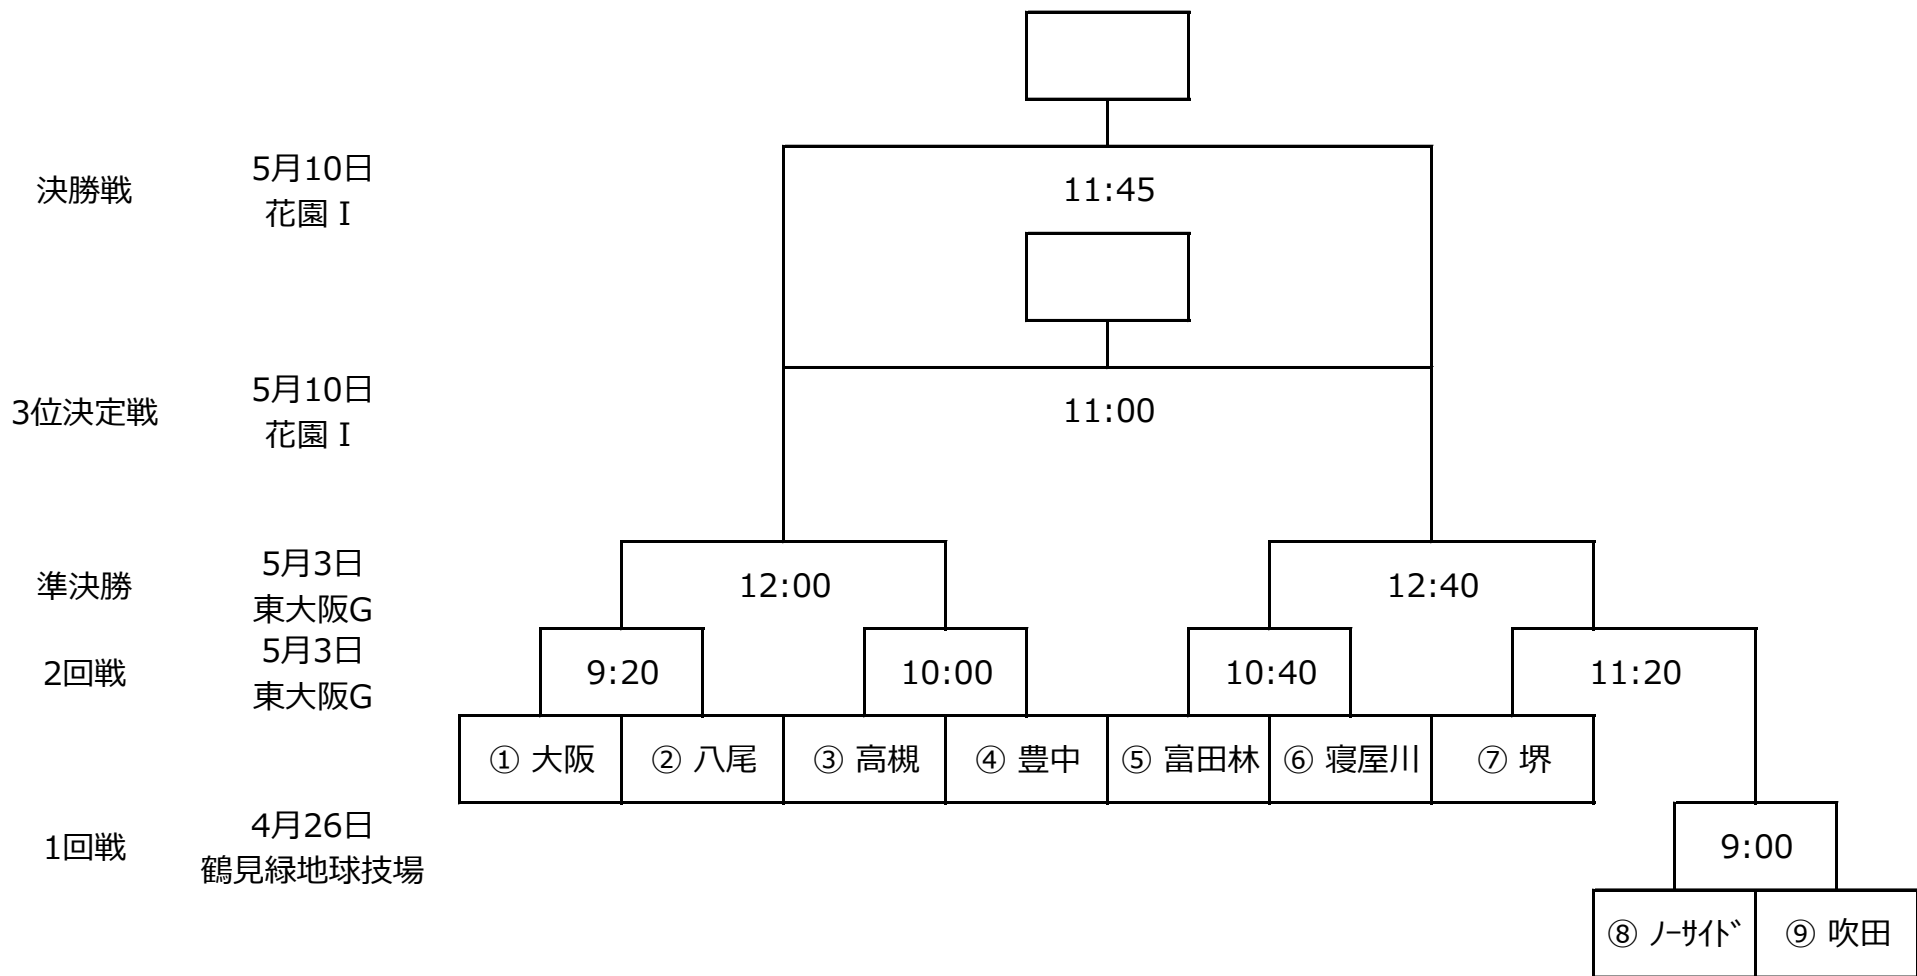 決勝戦
5月10日
花園Ⅰ
11:45
3位決定戦
5月10日
花園Ⅰ
11:00
準決勝
5月3日
東大阪G
12:00
12:40
2回戦
5月3日
東大阪G
9:20
10:00
10:40
11:20
① 大阪
② 八尾
③ 高槻
④ 豊中
⑤ 富田林
⑥ 寝屋川
⑦ 堺
1回戦
4月26日
鶴見緑地球技場
9:00
⑧ ﾉｰｻｲﾄﾞ
⑨ 吹田